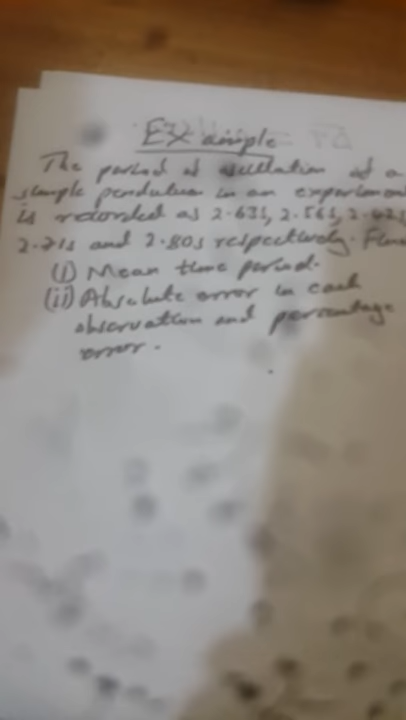 Example
The period of oscillation of a
simple pendulum in an experiment
is recorded as 2.63s, 2.56s, 2.42s
and 2.80s respectively. Find
(i) Mean time period.
(ii) Absolute error in each
observation and percentage
error.